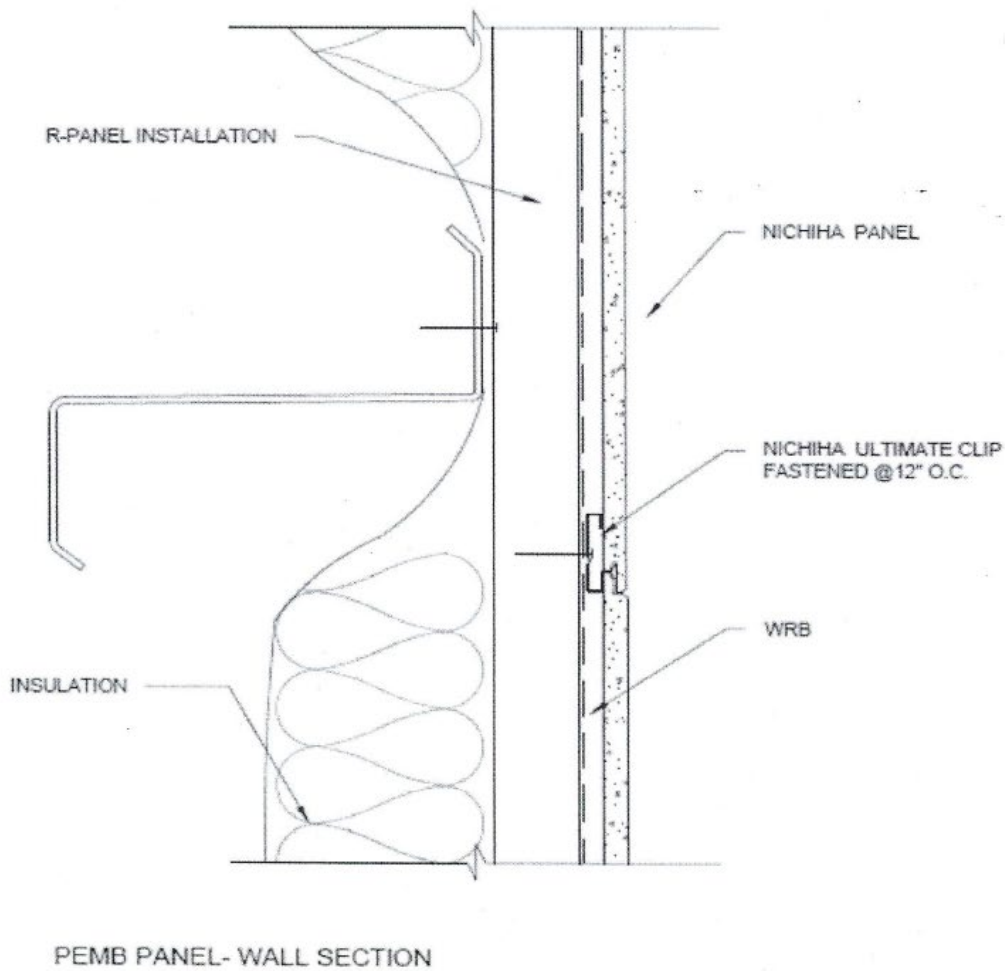 R-PANEL INSTALLATION
NICHIHA PANEL
NICHIHA ULTIMATE CLIP
FASTENED @12" O.C.
WRB
INSULATION
PEMB PANEL- WALL SECTION